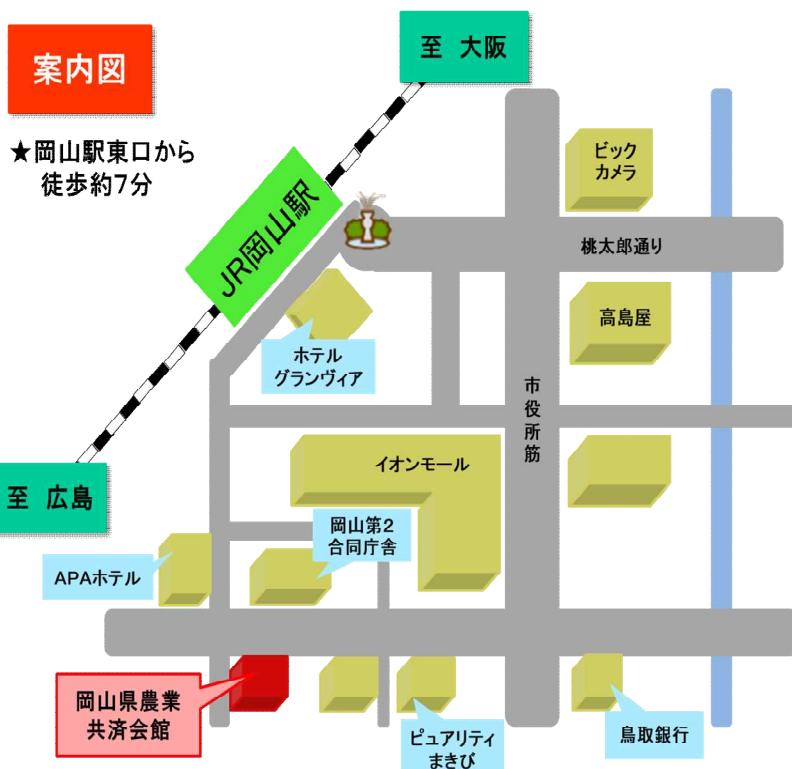 案内図
至 大阪
★岡山駅東口から
徒歩約7分
JR岡山駅
ビック
カメラ
桃太郎通り
高島屋
ホテル
グランヴィア
市役所筋
イオンモール
至 広島
岡山第2
合同庁舎
APAホテル
岡山県農業
共済会館
ピュアリティ
まきび
鳥取銀行